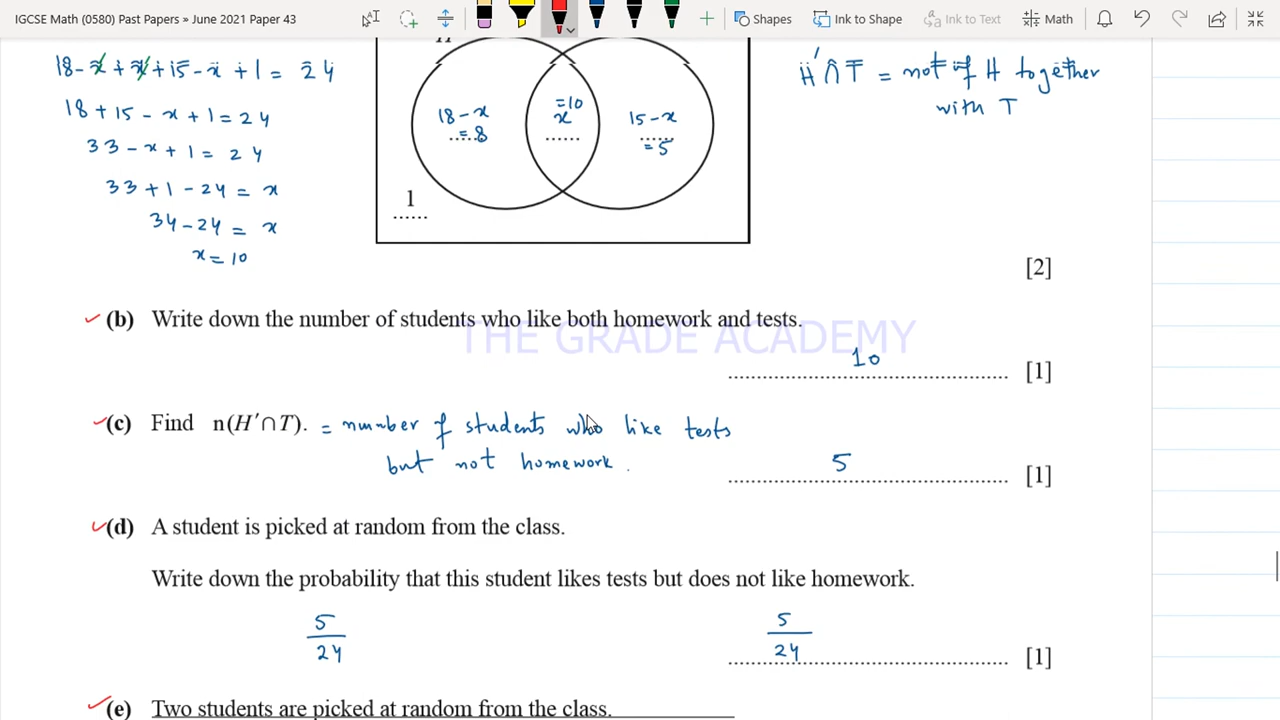 IGCSE Math (0580) Past Papers » June 2021 Paper 43
Shapes
Ink to Shape
Ink to Text
Math
18 - x + x + 15 - x + 1 = 24
18 + 15 - x + 1 = 24
33 - x + 1 = 24
33 + 1 - 24 = x
34 - 24 = x
x = 10
18 - x
= 8
= 10
x
15 - x
= 5
1
H' ∩ T = not of H together
with T
[2]
(b) Write down the number of students who like both homework and tests.
THE GRADE ACADEMY
10
[1]
(c) Find n(H′∩T). = number of students who like tests
but not homework.
5
[1]
(d) A student is picked at random from the class.
Write down the probability that this student likes tests but does not like homework.
5
24
5
24
[1]
(e) Two students are picked at random from the class.